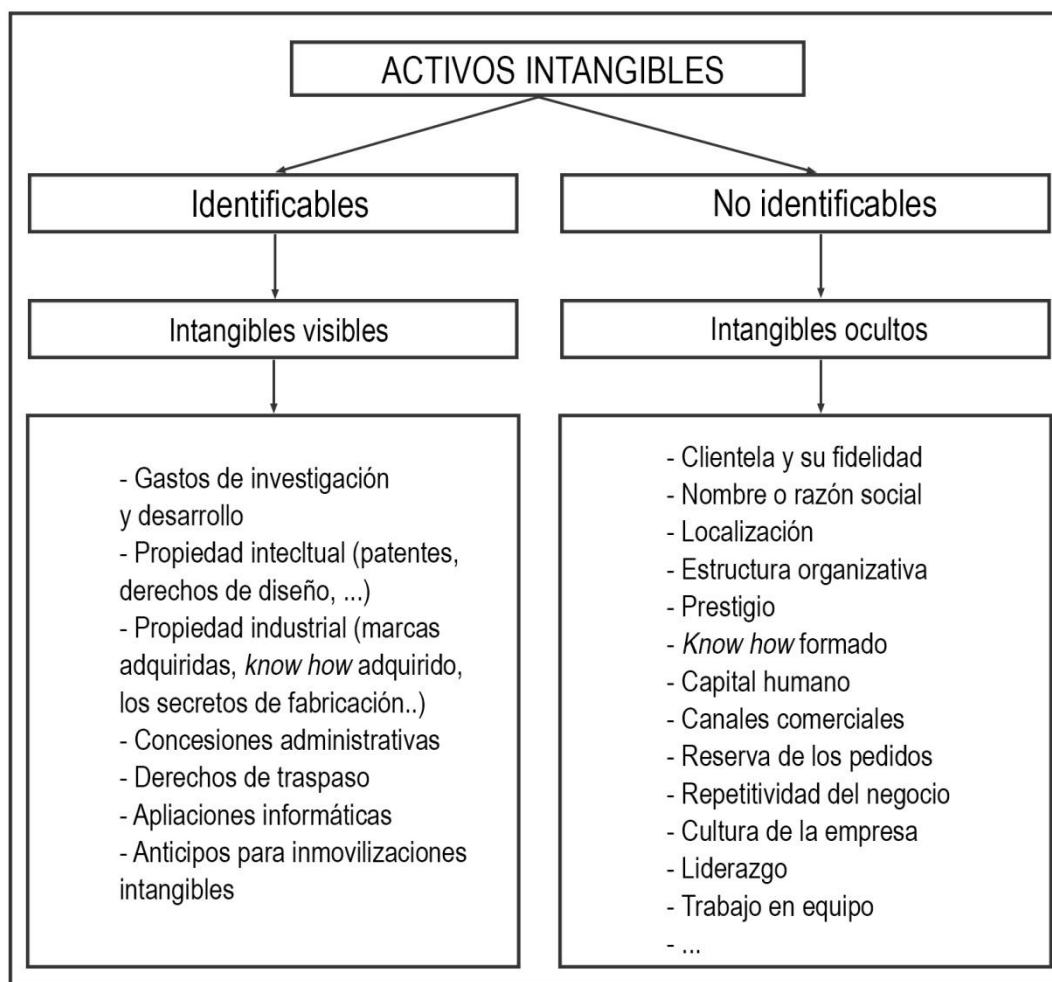 ACTIVOS INTANGIBLES
Identificables
No identificables
Intangibles visibles
Intangibles ocultos
- Gastos de investigación
y desarrollo
- Propiedad intecltual (patentes,
derechos de diseño, ...)
- Propiedad industrial (marcas
adquiridas, know how adquirido,
los secretos de fabricación..)
- Concesiones administrativas
- Derechos de traspaso
- Apliaciones informáticas
- Anticipos para inmovilizaciones
intangibles
- Clientela y su fidelidad
- Nombre o razón social
- Localización
- Estructura organizativa
- Prestigio
- Know how formado
- Capital humano
- Canales comerciales
- Reserva de los pedidos
- Repetitividad del negocio
- Cultura de la empresa
- Liderazgo
- Trabajo en equipo
- ...